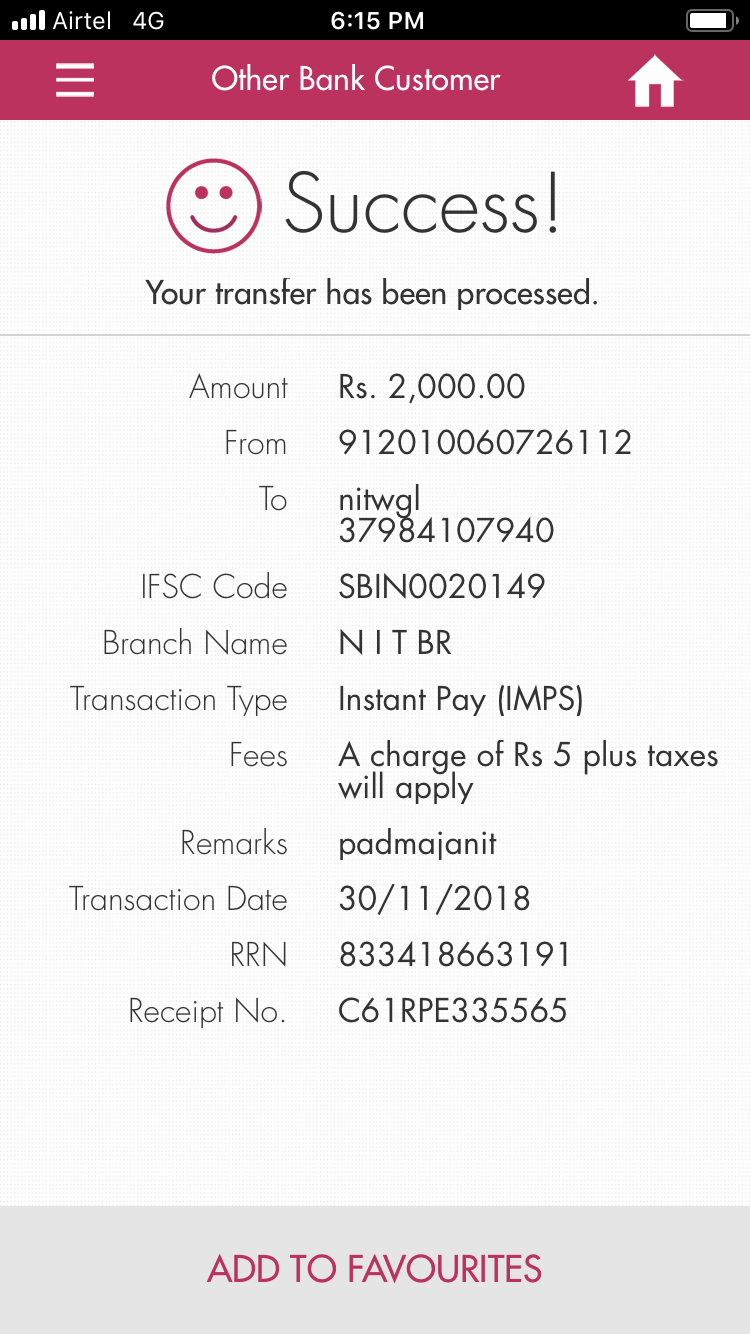 Airtel 4G 6:15 PM
Other Bank Customer
Success!
Your transfer has been processed.
Amount Rs. 2,000.00
From 912010060726112
To nitwgl
37984107940
IFSC Code SBIN0020149
Branch Name N I T BR
Transaction Type Instant Pay (IMPS)
Fees A charge of Rs 5 plus taxes
will apply
Remarks padmajanit
Transaction Date 30/11/2018
RRN 833418663191
Receipt No. C61RPE335565
ADD TO FAVOURITES